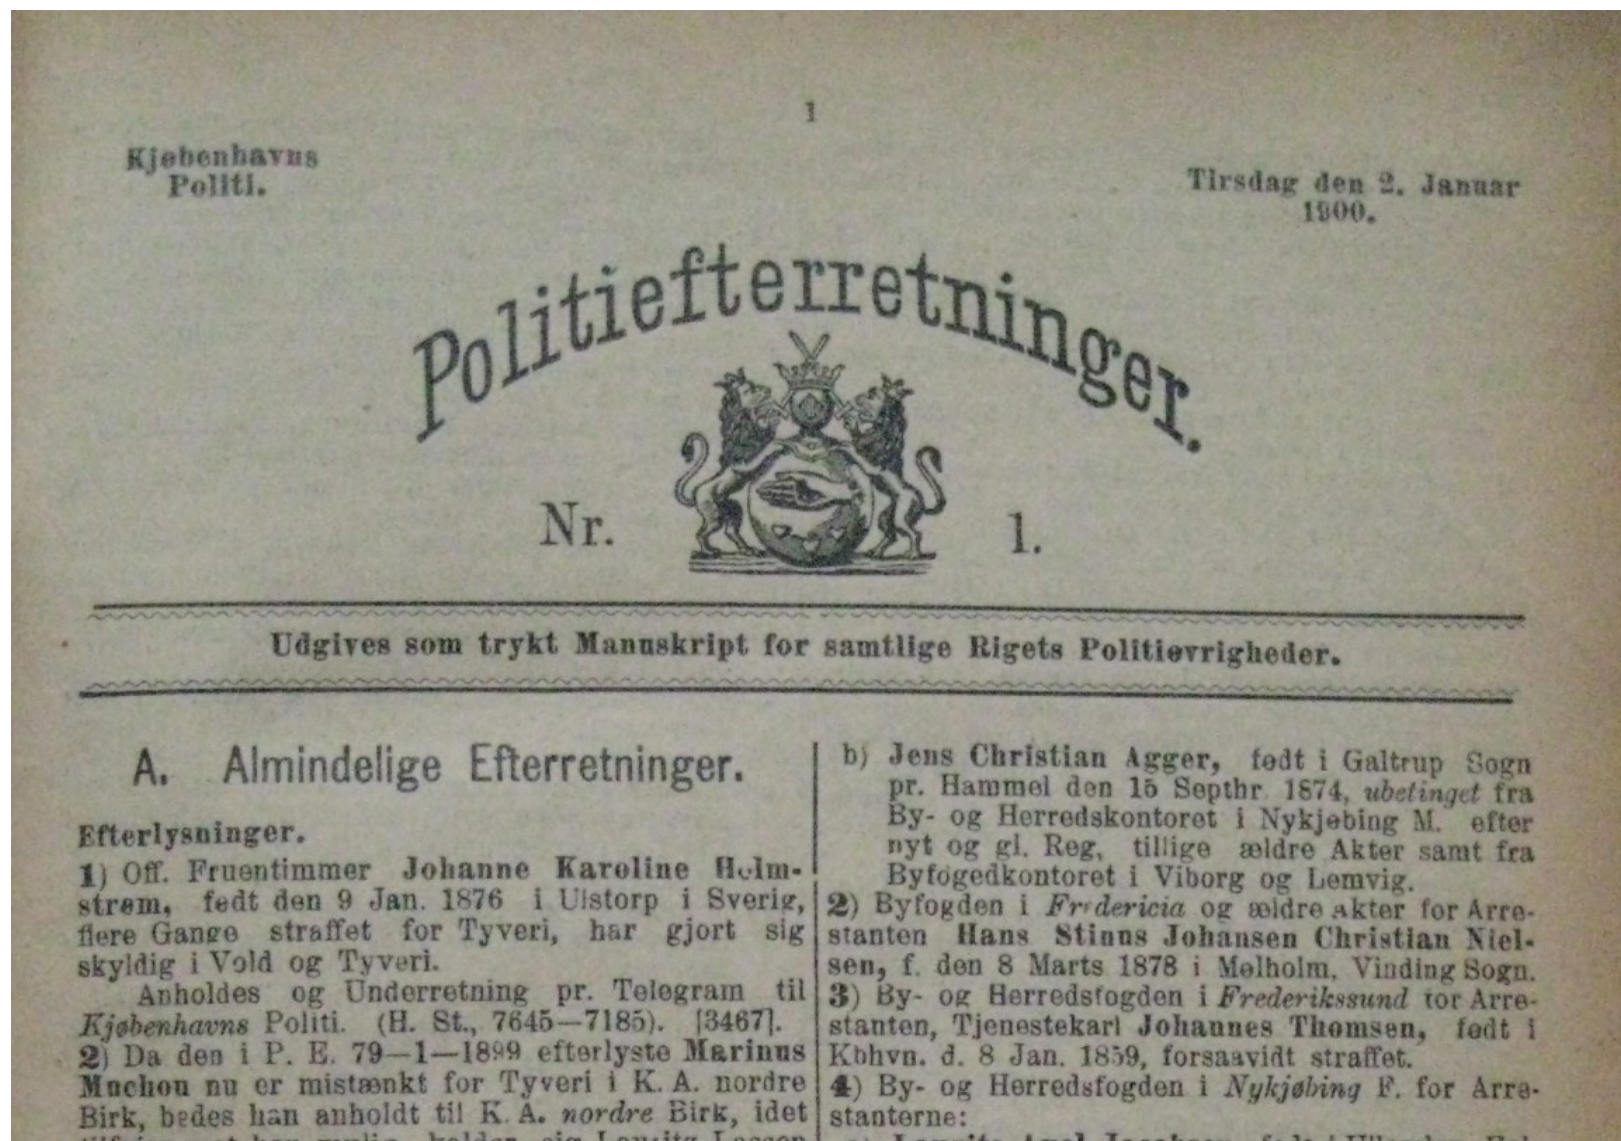 1
Kjøbenhavns
Politi.
Tirsdag den 2. Januar
1900.
Politiefterretninger.
Nr. 1.
Udgives som trykt Manuskript for samtlige Rigets Politiøvrigheder.
A. Almindelige Efterretninger.
Efterlysninger.
1) Off. Fruentimmer Johanne Karoline Holm-
strøm, født den 9 Jan. 1876 i Ulstorp i Sverig,
flere Gange straffet for Tyveri, har gjort sig
skyldig i Vold og Tyveri.
Anholdes og Underretning pr. Telegram til
Kjøbenhavns Politi. (H. St., 7645—7185). [3467].
2) Da den i P. E. 79—1—1899 efterlyste Marinus
Muchou nu er mistænkt for Tyveri i K. A. nordre
Birk, bedes han anholdt til K. A. nordre Birk, idet
b) Jens Christian Agger, født i Galtrup Sogn
pr. Hammel den 15 Septbr. 1874, ubetinget fra
By- og Herredskontoret i Nykjøbing M. efter
nyt og gl. Reg, tillige ældre Akter samt fra
Byfogedkontoret i Viborg og Lemvig.
2) Byfogden i Fredericia og ældre Akter for Arre-
stanten Hans Stinus Johansen Christian Niel-
sen, f. den 8 Marts 1878 i Mølholm, Vinding Sogn.
3) By- og Herredsfogden i Frederikssund for Arre-
stanten, Tjenestekarl Johannes Thomsen, født i
Kbhvn. d. 8 Jan. 1859, forsaavidt straffet.
4) By- og Herredsfogden i Nykjøbing F. for Arre-
stanterne: